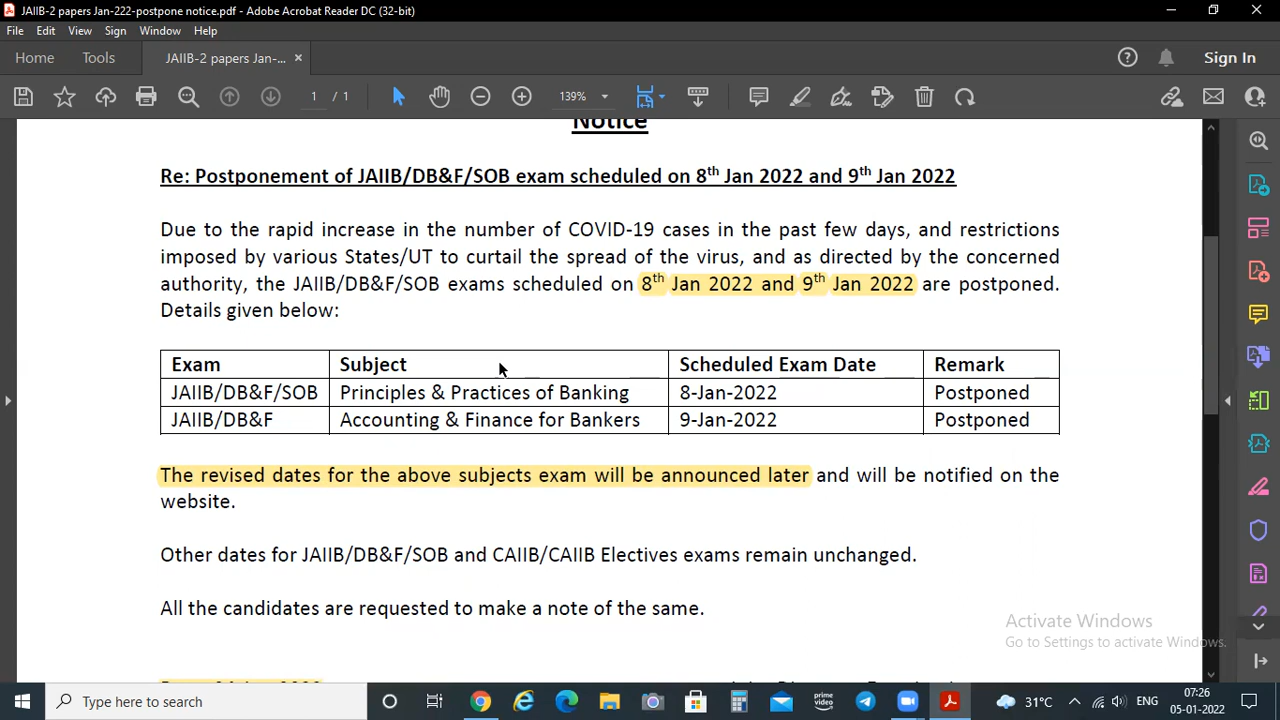 JAIIB-2 papers Jan-222-postpone notice.pdf - Adobe Acrobat Reader DC (32-bit)
File Edit View Sign Window Help
Home Tools JAIIB-2 papers Jan-... × Sign In
1 / 1 139%
Notice
Re: Postponement of JAIIB/DB&F/SOB exam scheduled on 8th Jan 2022 and 9th Jan 2022
Due to the rapid increase in the number of COVID-19 cases in the past few days, and restrictions
imposed by various States/UT to curtail the spread of the virus, and as directed by the concerned
authority, the JAIIB/DB&F/SOB exams scheduled on 8th Jan 2022 and 9th Jan 2022 are postponed.
Details given below:
Exam Subject Scheduled Exam Date Remark
JAIIB/DB&F/SOB Principles & Practices of Banking 8-Jan-2022 Postponed
JAIIB/DB&F Accounting & Finance for Bankers 9-Jan-2022 Postponed
The revised dates for the above subjects exam will be announced later and will be notified on the
website.
Other dates for JAIIB/DB&F/SOB and CAIIB/CAIIB Electives exams remain unchanged.
All the candidates are requested to make a note of the same.
Activate Windows
Go to Settings to activate Windows.
Type here to search
prime video
31°C
ENG
07:26
05-01-2022